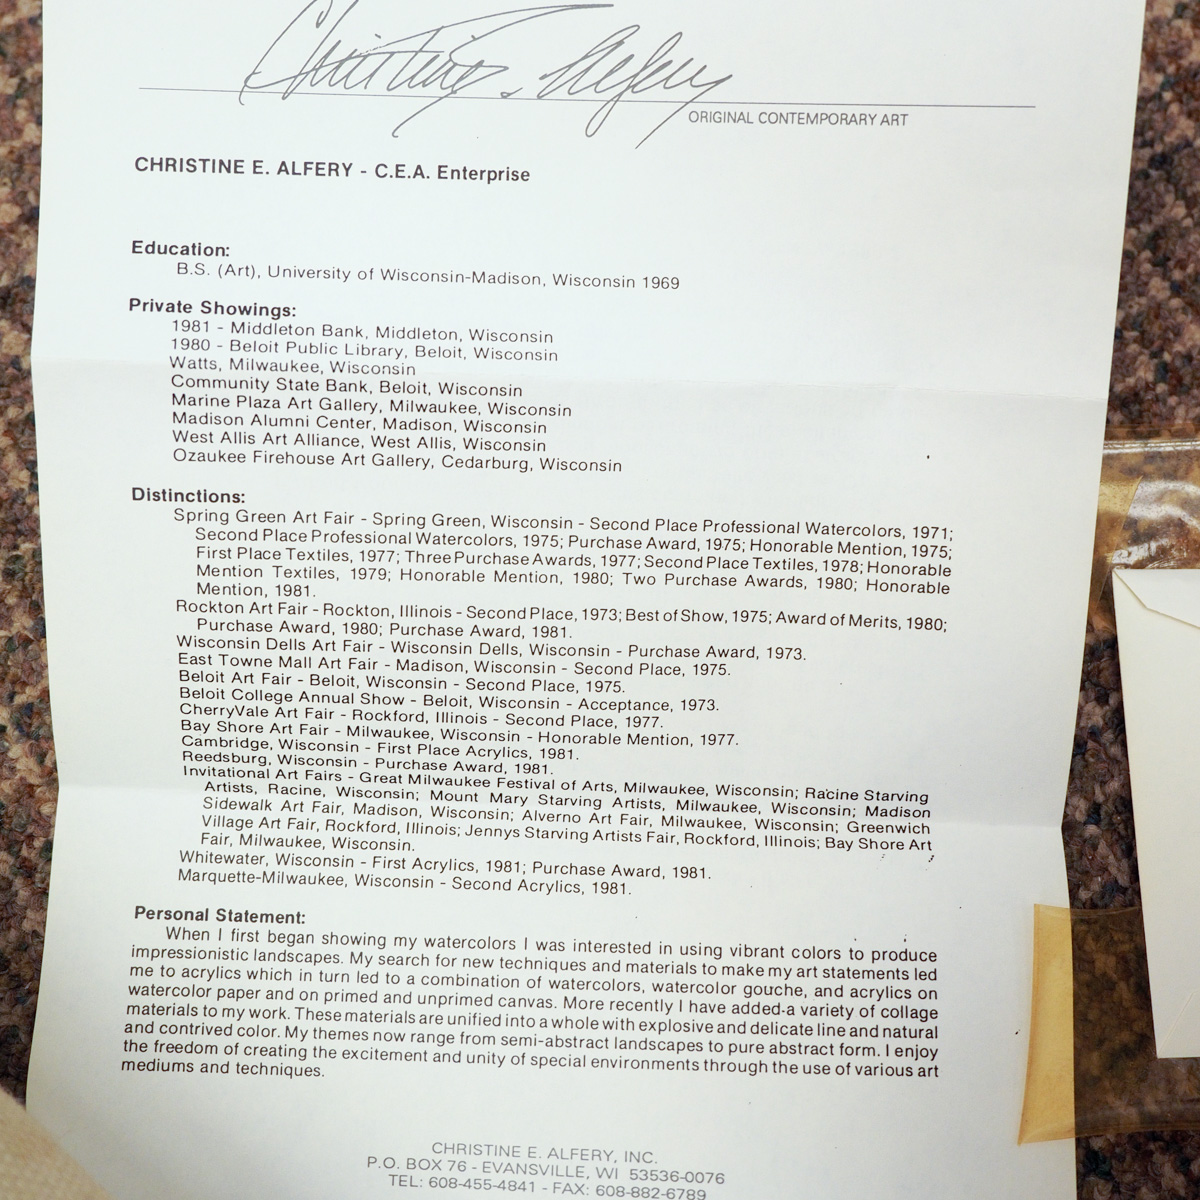 Christine. Alfery
ORIGINAL CONTEMPORARY ART
CHRISTINE E. ALFERY - C.E.A. Enterprise
Education:
B.S. (Art), University of Wisconsin-Madison, Wisconsin 1969
Private Showings:
1981 - Middleton Bank, Middleton, Wisconsin
1980 - Beloit Public Library, Beloit, Wisconsin
Watts, Milwaukee, Wisconsin
Community State Bank, Beloit, Wisconsin
Marine Plaza Art Gallery, Milwaukee, Wisconsin
Madison Alumni Center, Madison, Wisconsin
West Allis Art Alliance, West Allis, Wisconsin
Ozaukee Firehouse Art Gallery, Cedarburg, Wisconsin
Distinctions:
Spring Green Art Fair - Spring Green, Wisconsin - Second Place Professional Watercolors, 1971;
Second Place Professional Watercolors, 1975; Purchase Award, 1975; Honorable Mention, 1975;
First Place Textiles, 1977; Three Purchase Awards, 1977; Second Place Textiles, 1978; Honorable
Mention Textiles, 1979; Honorable Mention, 1980; Two Purchase Awards, 1980; Honorable
Mention, 1981.
Rockton Art Fair - Rockton, Illinois - Second Place, 1973; Best of Show, 1975; Award of Merits, 1980;
Purchase Award, 1980; Purchase Award, 1981.
Wisconsin Dells Art Fair - Wisconsin Dells, Wisconsin - Purchase Award, 1973.
East Towne Mall Art Fair - Madison, Wisconsin - Second Place, 1975.
Beloit Art Fair - Beloit, Wisconsin - Second Place, 1975.
Beloit College Annual Show - Beloit, Wisconsin - Acceptance, 1973.
CherryVale Art Fair - Rockford, Illinois - Second Place, 1977.
Bay Shore Art Fair - Milwaukee, Wisconsin - Honorable Mention, 1977.
Cambridge, Wisconsin - First Place Acrylics, 1981.
Reedsburg, Wisconsin - Purchase Award, 1981.
Invitational Art Fairs - Great Milwaukee Festival of Arts, Milwaukee, Wisconsin; Racine Starving
Artists, Racine, Wisconsin; Mount Mary Starving Artists, Milwaukee, Wisconsin; Madison
Sidewalk Art Fair, Madison, Wisconsin; Alverno Art Fair, Milwaukee, Wisconsin; Greenwich
Village Art Fair, Rockford, Illinois; Jennys Starving Artists Fair, Rockford, Illinois; Bay Shore Art
Fair, Milwaukee, Wisconsin.
Whitewater, Wisconsin - First Acrylics, 1981; Purchase Award, 1981.
Marquette-Milwaukee, Wisconsin - Second Acrylics, 1981.
Personal Statement:
When I first began showing my watercolors I was interested in using vibrant colors to produce
impressionistic landscapes. My search for new techniques and materials to make my art statements led
me to acrylics which in turn led to a combination of watercolors, watercolor gouche, and acrylics on
watercolor paper and on primed and unprimed canvas. More recently I have added a variety of collage
materials to my work. These materials are unified into a whole with explosive and delicate line and natural
and contrived color. My themes now range from semi-abstract landscapes to pure abstract form. I enjoy
the freedom of creating the excitement and unity of special environments through the use of various art
mediums and techniques.
CHRISTINE E. ALFERY, INC.
P.O. BOX 76 - EVANSVILLE, WI 53536-0076
TEL: 608-455-4841 - FAX: 608-882-6789